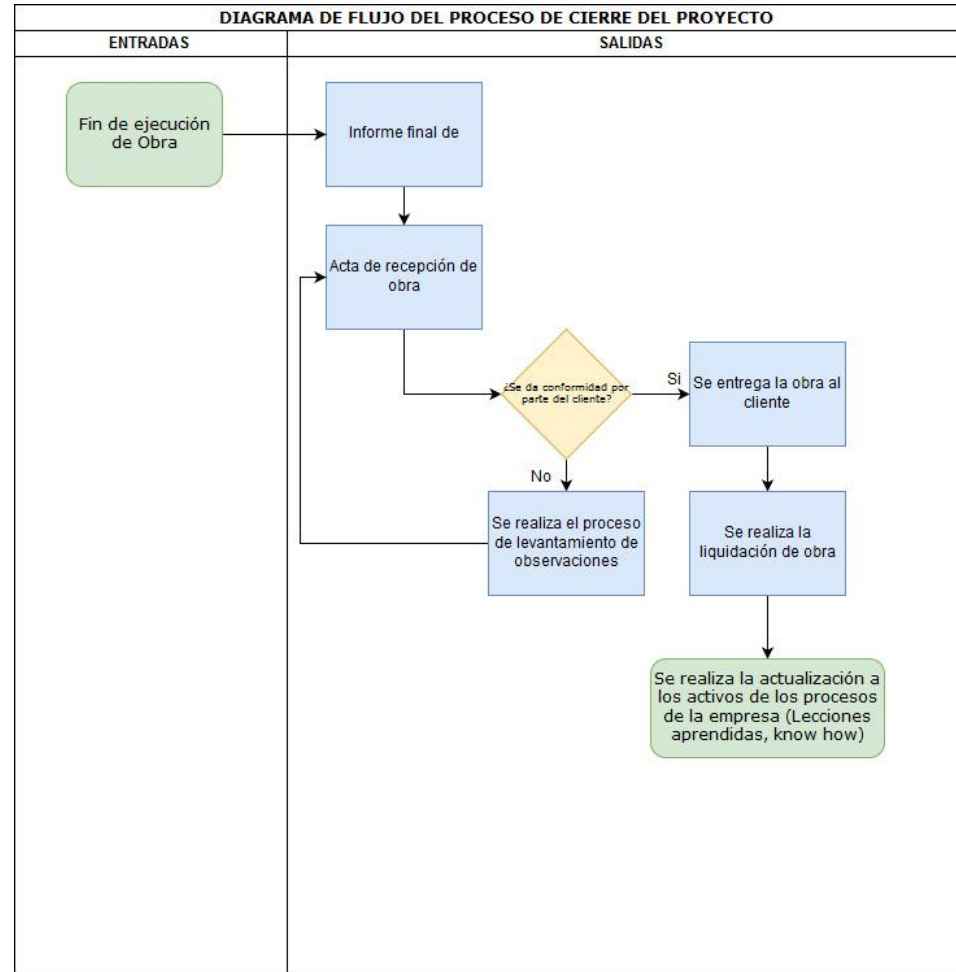 DIAGRAMA DE FLUJO DEL PROCESO DE CIERRE DEL PROYECTO
ENTRADAS
SALIDAS
Fin de ejecución
de Obra
Informe final de
Acta de recepción de
obra
¿Se da conformidad por
parte del cliente?
Si
Se entrega la obra al
cliente
No
Se realiza el proceso
de levantamiento de
observaciones
Se realiza la
liquidación de obra
Se realiza la actualización a
los activos de los procesos
de la empresa (Lecciones
aprendidas, know how)